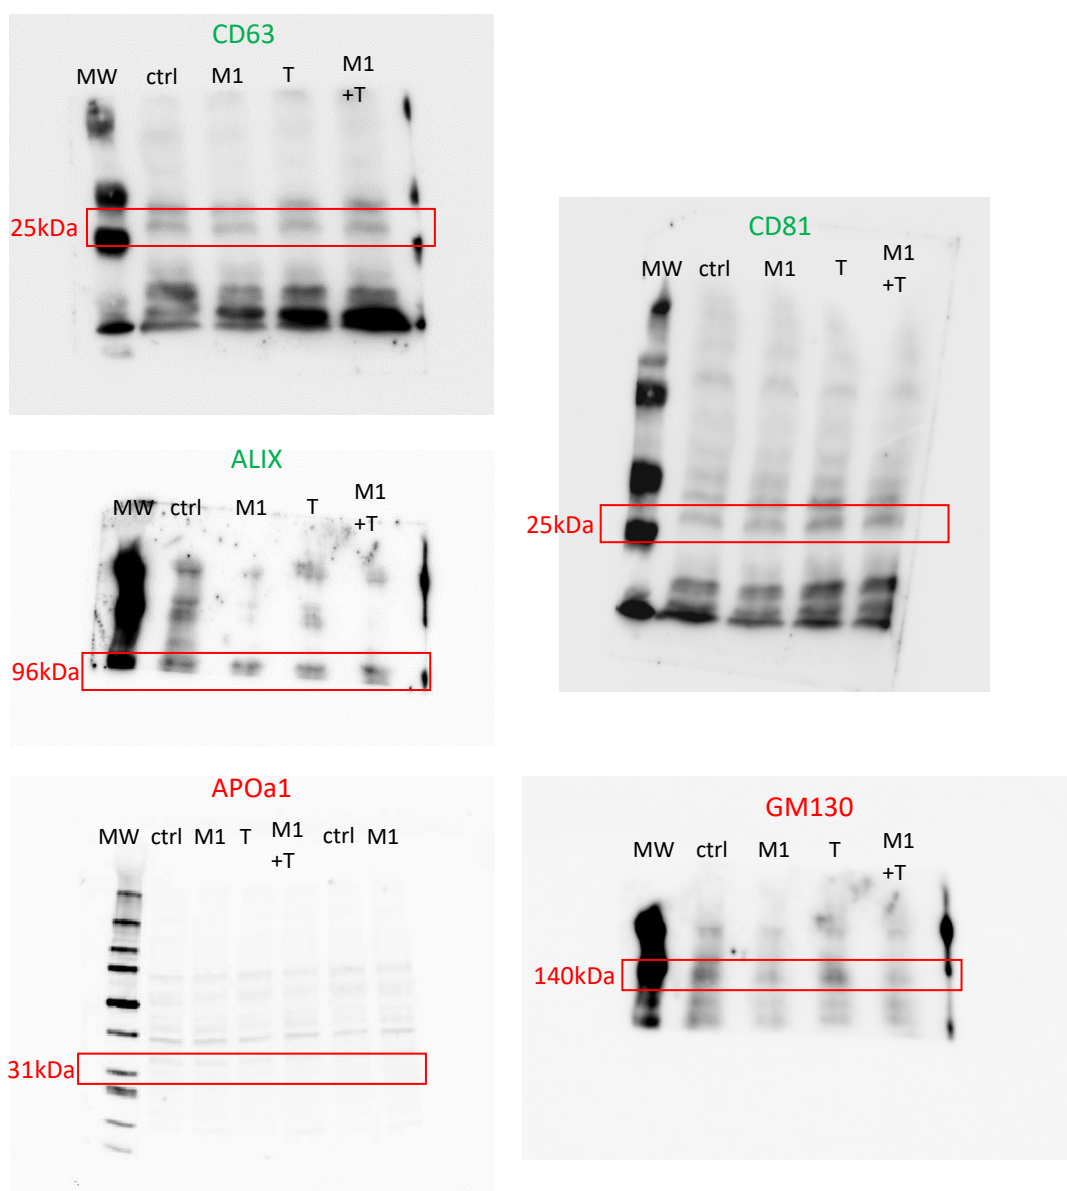 CD63
MW ctrl M1 T M1
+T
25kDa
CD81
MW ctrl M1 T M1
+T
25kDa
ALIX
MW ctrl M1 T M1
+T
96kDa
APOa1
MW ctrl M1 T M1
+T ctrl M1
31kDa
GM130
MW ctrl M1 T M1
+T
140kDa